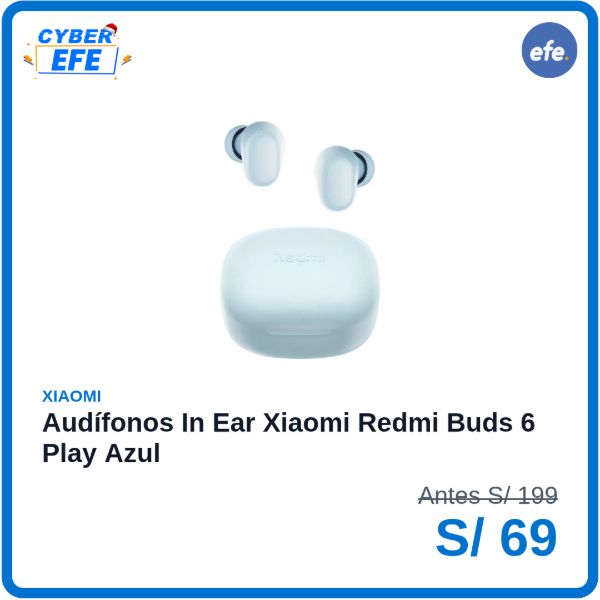 CYBER
EFE
efe.
Redmi
XIAOMI
Audífonos In Ear Xiaomi Redmi Buds 6
Play Azul
Antes S/ 199
S/ 69